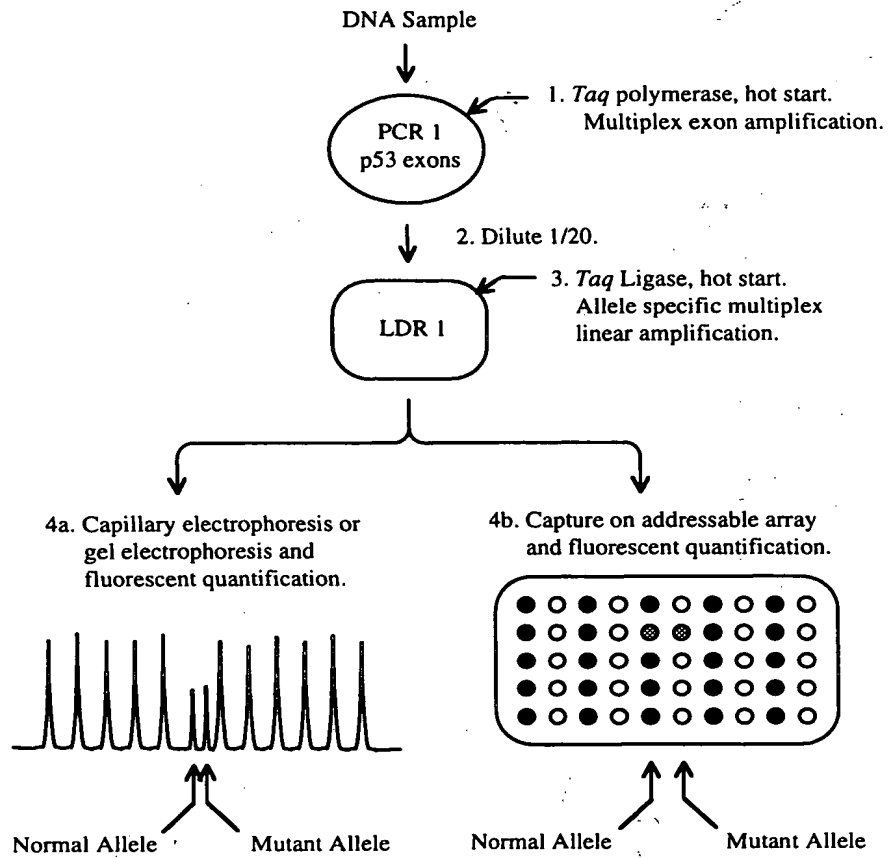 DNA Sample
1. Taq polymerase, hot start.
Multiplex exon amplification.
PCR 1
p53 exons
2. Dilute 1/20.
3. Taq Ligase, hot start.
Allele specific multiplex
linear amplification.
LDR 1
4a. Capillary electrophoresis or
gel electrophoresis and
fluorescent quantification.
4b. Capture on addressable array
and fluorescent quantification.
Normal Allele
Mutant Allele
Normal Allele
Mutant Allele